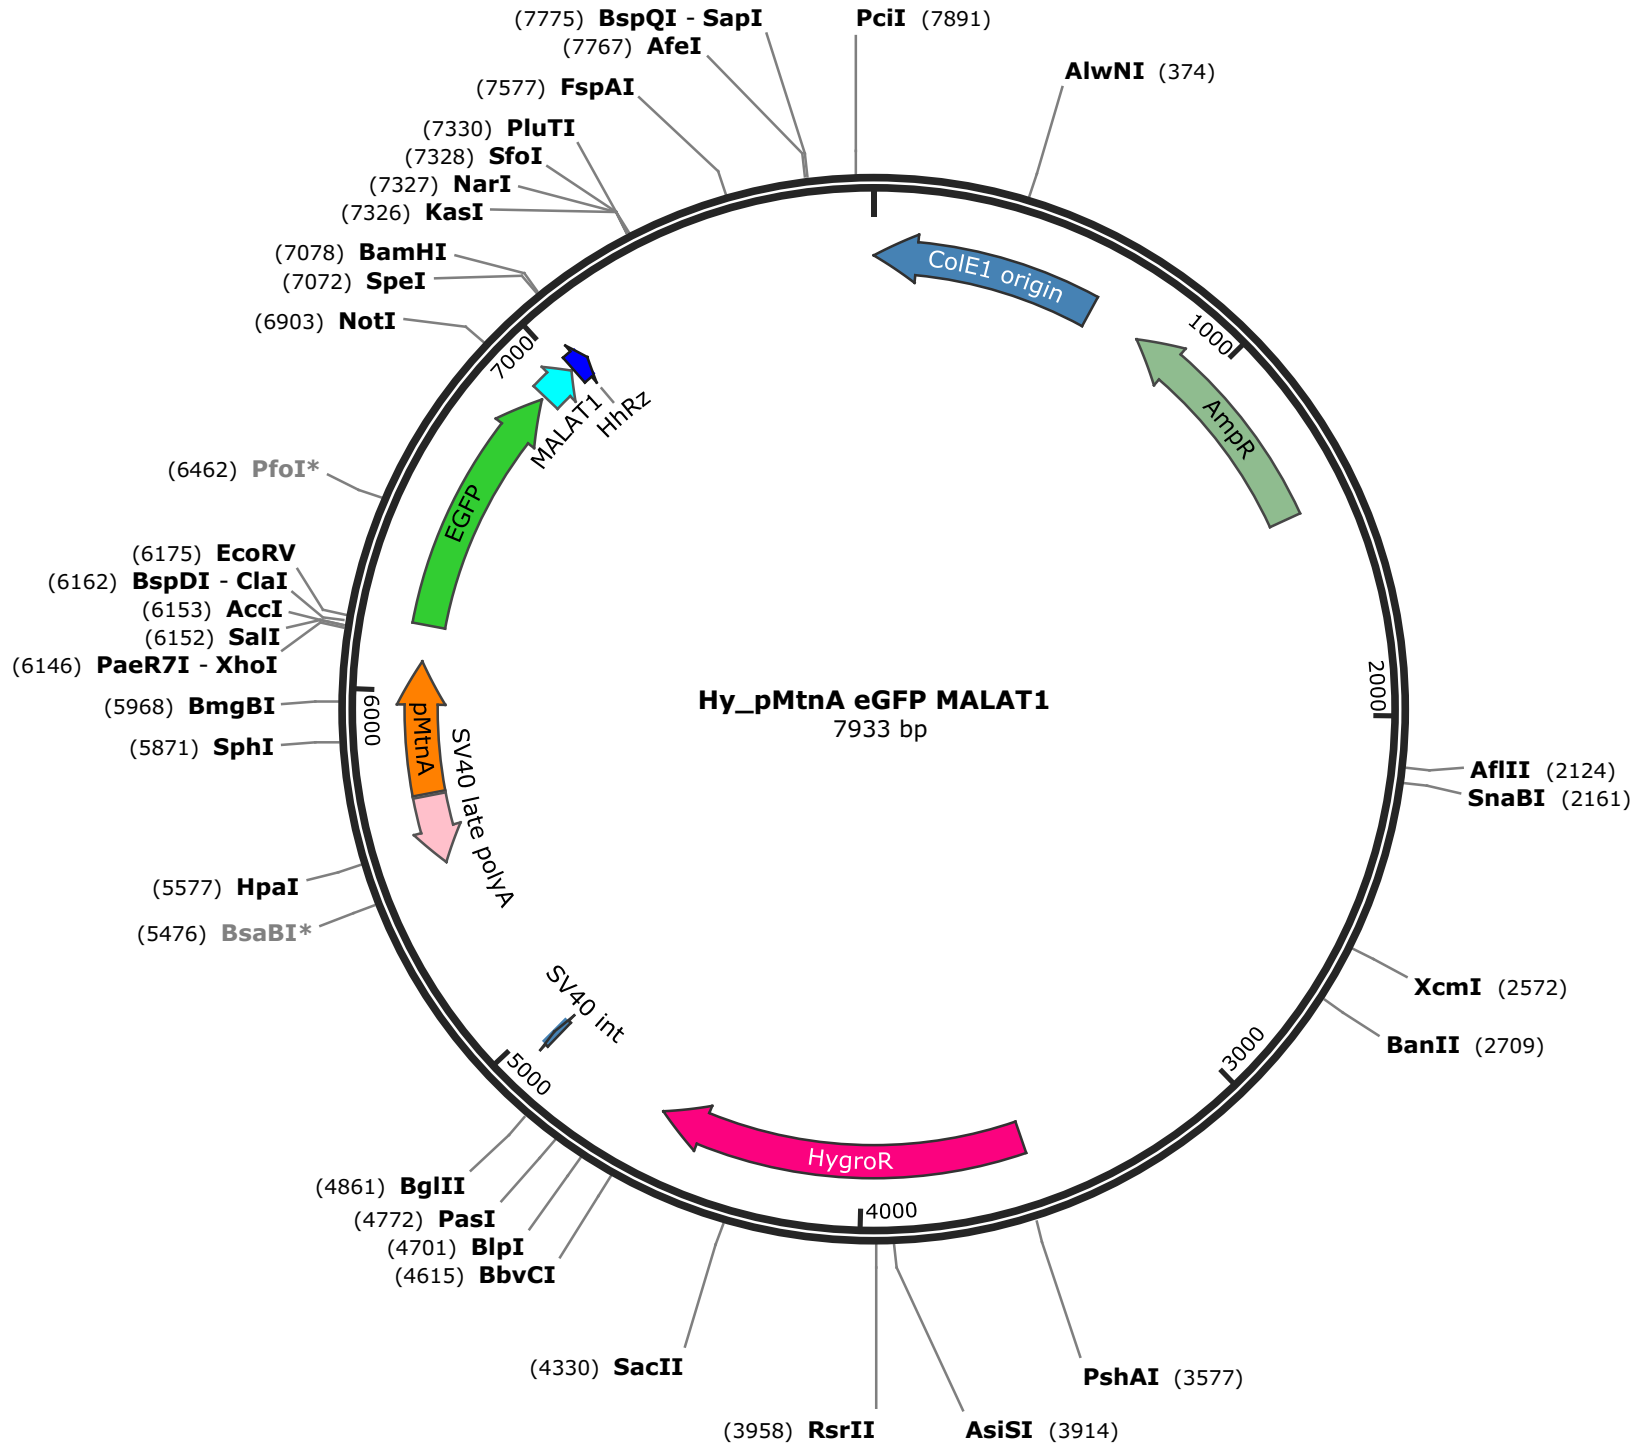 (7775) BspQI - SapI
(7767) AfeI
(7577) FspAI
(7330) PluTI
(7328) SfoI
(7327) NarI
(7326) KasI
(7078) BamHI
(7072) SpeI
(6903) NotI
(6462) PfoI*
(6175) EcoRV
(6162) BspDI - ClaI
(6153) AccI
(6152) SalI
(6146) PaeR7I - XhoI
(5968) BmgBI
(5871) SphI
(5577) HpaI
(5476) BsaBI*
(4861) BglII
(4772) PasI
(4701) BlpI
(4615) BbvCI
(4330) SacII
(3958) RsrII
PciI (7891)
AlwNI (374)
AflII (2124)
SnaBI (2161)
XcmI (2572)
BanII (2709)
PshAI (3577)
AsiSI (3914)
ColE1 origin
AmpR
HygroR
SV40 int
SV40 late polyA
pMtnA
EGFP
MALAT1
HhRz
1000
2000
3000
4000
5000
6000
7000
Hy_pMtnA eGFP MALAT1
7933 bp